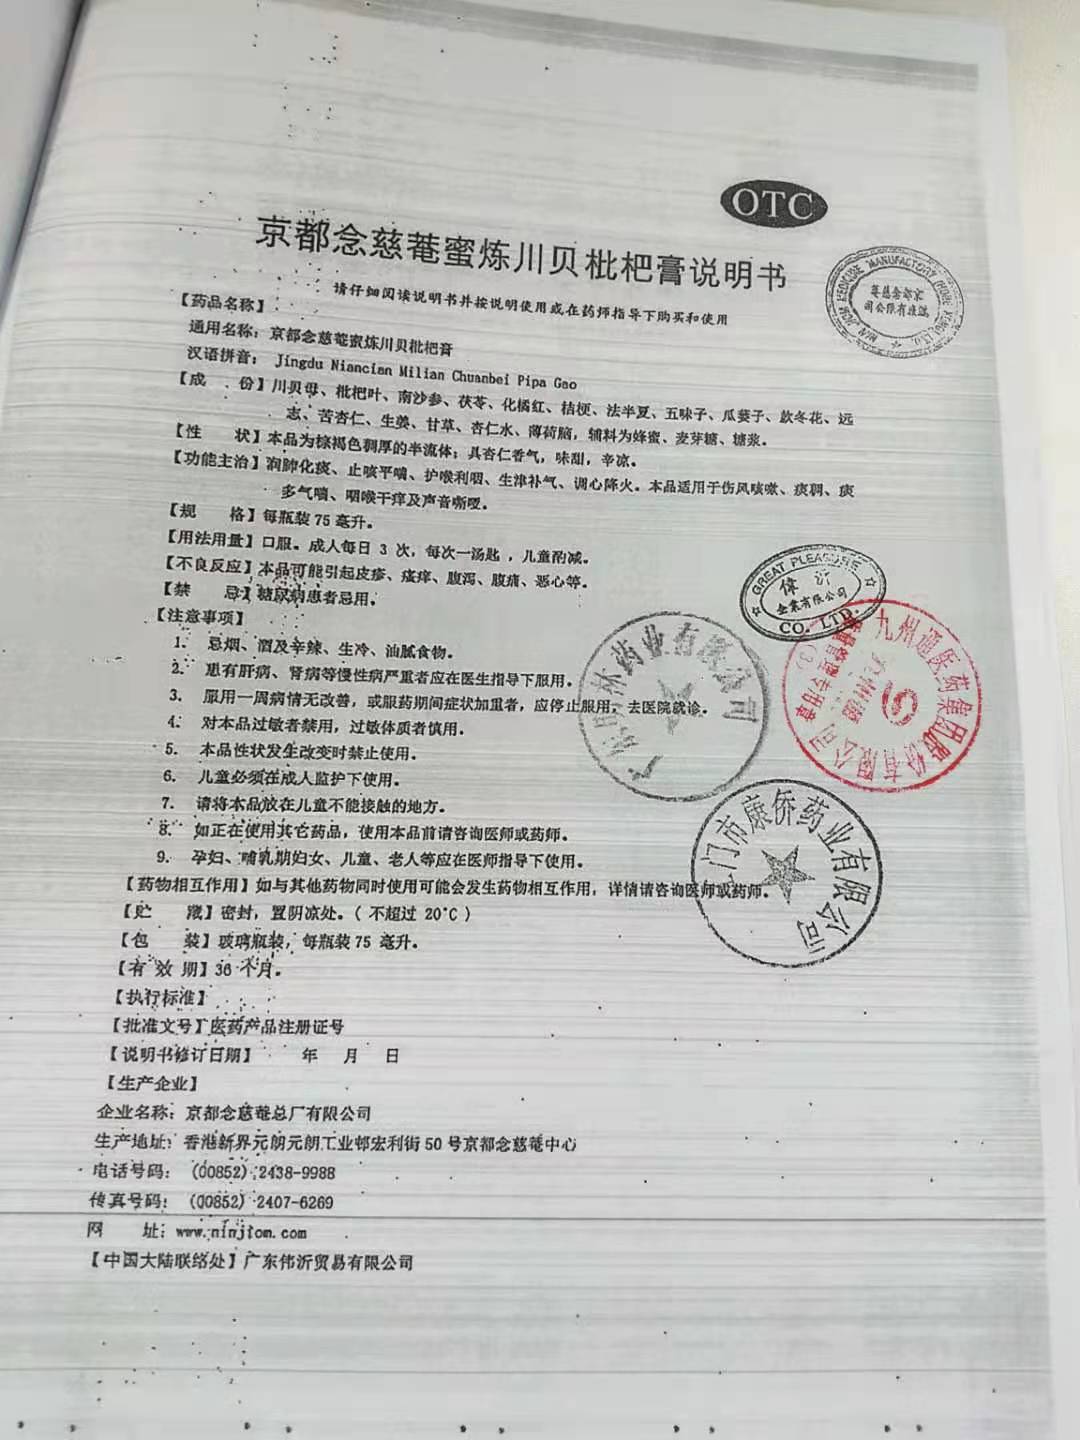 OTC
京都念慈菴蜜炼川贝枇杷膏说明书
请仔细阅读说明书并按说明使用或在药师指导下购买和使用
【药品名称】
通用名称：京都念慈菴蜜炼川贝枇杷膏
汉语拼音： Jingdu Niancian Milian Chuanbei Pipa Gao
【成 份】川贝母、枇杷叶、南沙参、茯苓、化橘红、桔梗、法半夏、五味子、瓜蒌子、款冬花、远
志、苦杏仁、生姜、甘草、杏仁水、薄荷脑，辅料为蜂蜜、麦芽糖、糖浆。
【性 状】本品为棕褐色稠厚的半流体；具杏仁香气，味甜，辛凉。
【功能主治】润肺化痰、止咳平喘、护喉利咽、生津补气、调心降火。本品适用于伤风咳嗽、痰稠、痰
多气喘、咽喉干痒及声音嘶哑。
【规 格】每瓶装 75 毫升。
【用法用量】口服。成人每日 3 次，每次一汤匙 ，儿童酌减。
【不良反应】本品可能引起皮疹、瘙痒、腹泻、腹痛、恶心等。
【禁 忌】糖尿病患者忌用。
【注意事项】
1. 忌烟、酒及辛辣、生冷、油腻食物。
2. 患有肝病、肾病等慢性病严重者应在医生指导下服用。
3. 服用一周病情无改善，或服药期间症状加重者，应停止服用。去医院就诊。
4. 对本品过敏者禁用，过敏体质者慎用。
5. 本品性状发生改变时禁止使用。
6. 儿童必须在成人监护下使用。
7. 请将本品放在儿童不能接触的地方。
8. 如正在使用其它药品，使用本品前请咨询医师或药师。
9. 孕妇、哺乳期妇女、儿童、老人等应在医师指导下使用。
【药物相互作用】如与其他药物同时使用可能会发生药物相互作用，详情请咨询医师或药师。
【贮 藏】密封，置阴凉处。( 不超过 20°C )
【包 装】玻璃瓶装，每瓶装 75 毫升。
【有 效 期】36 个月。
【执行标准】
【批准文号】医药产品注册证号
【说明书修订日期】 年 月 日
【生产企业】
企业名称：京都念慈菴总厂有限公司
生产地址：香港新界元朗元朗工业邨宏利街 50 号京都念慈菴中心
电话号码：(00852) 2438-9988
传真号码：(00852) 2407-6269
网 址：www.ninjiom.com
【中国大陆联络处】广东伟沂贸易有限公司
GREAT PLEASURE
CO. LTD.
偉沂
企業有限公司
林药业有限公司
九州通医药集团股份有限公司
质量管理专用章
(3)
门市康侨药业有限公司